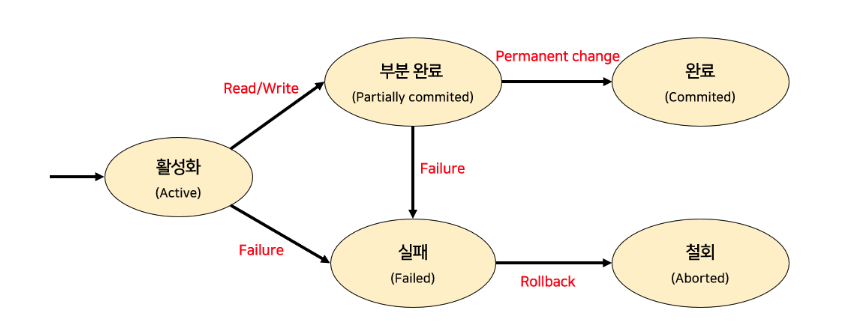 부분 완료
(Partially commited)
Permanent change
완료
(Commited)
Read/Write
활성화
(Active)
Failure
Failure
실패
(Failed)
Rollback
철회
(Aborted)